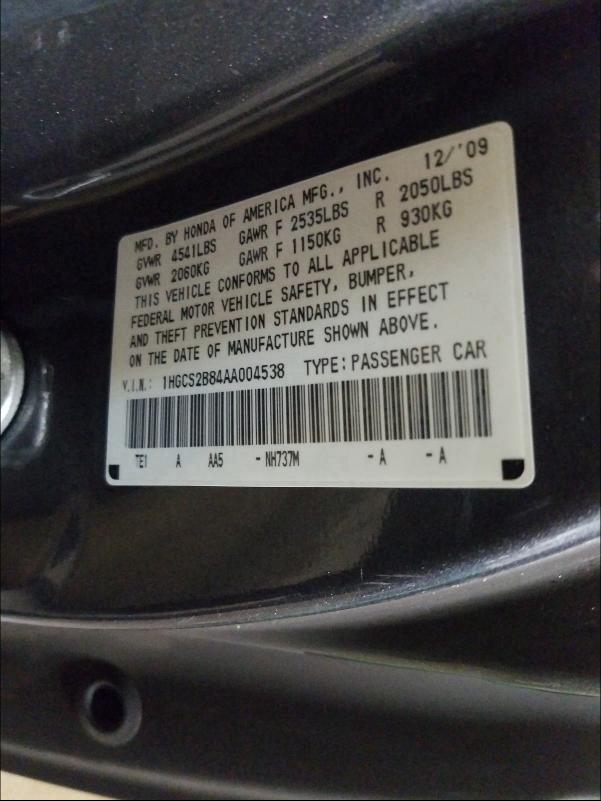 MFD. BY HONDA OF AMERICA MFG., INC. 12/'09
GVWR 4541LBS GAWR F 2535LBS R 2050LBS
GVWR 2060KG GAWR F 1150KG R 930KG
THIS VEHICLE CONFORMS TO ALL APPLICABLE
FEDERAL MOTOR VEHICLE SAFETY, BUMPER,
AND THEFT PREVENTION STANDARDS IN EFFECT
ON THE DATE OF MANUFACTURE SHOWN ABOVE.
V.I.N.: 1HGCS2B84AA004538 TYPE: PASSENGER CAR
TE1 A AA5 -NH737M -A -A